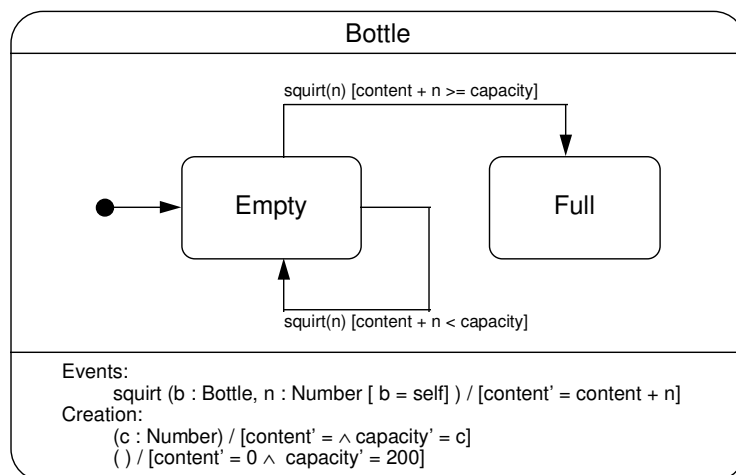 Bottle
squirt(n) [content + n >= capacity]
Empty
Full
squirt(n) [content + n < capacity]
Events:
squirt (b : Bottle, n : Number [ b = self] ) / [content’ = content + n]
Creation:
(c : Number) / [content’ = ∧ capacity’ = c]
( ) / [content’ = 0 ∧ capacity’ = 200]